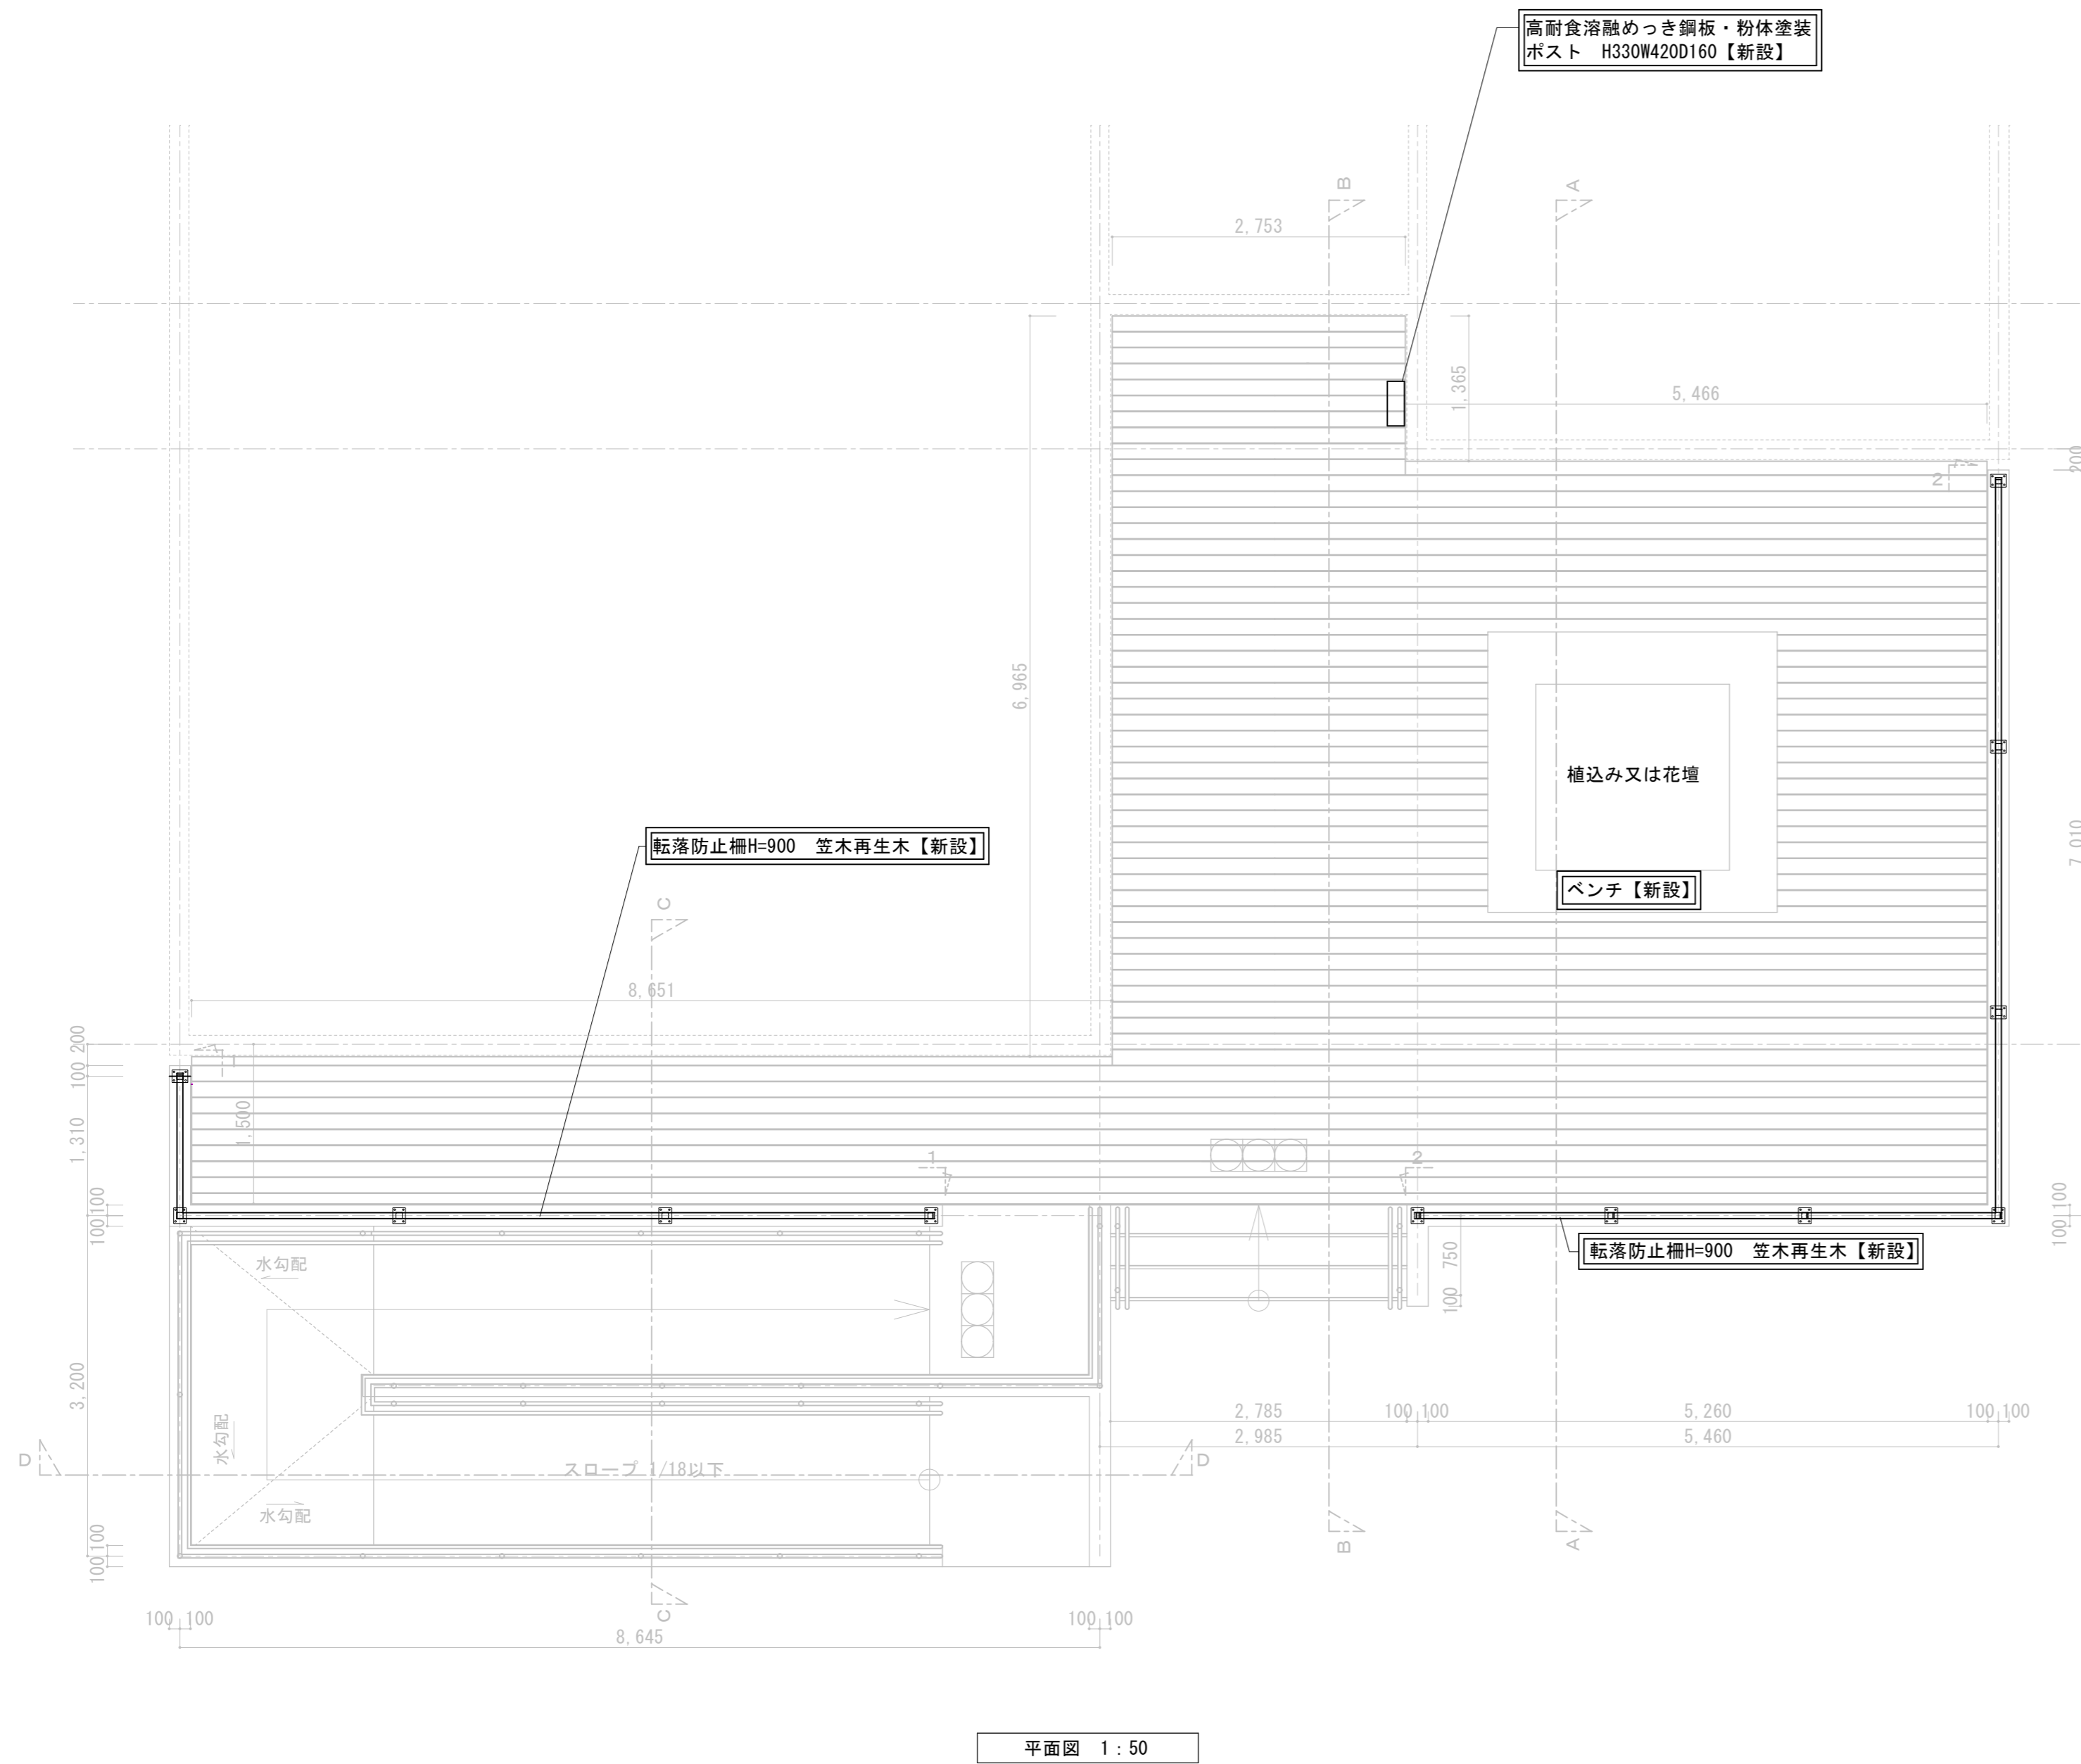 高耐食溶融めっき鋼板・粉体塗装
ポスト　H330W420D160【新設】
B
A
2,753
1,365
5,466
200
2
6,965
植込み又は花壇
7,010
転落防止柵H=900　笠木再生木【新設】
ベンチ【新設】
C
8,651
200
100
1
1,310
1,500
1
2
100
100
100
100
水勾配
転落防止柵H=900　笠木再生木【新設】
750
100
3,200
水勾配
2,785
100
100
5,260
100
100
2,985
5,460
D
スロープ 1/18以下
D
水勾配
B
A
100
100
C
100
100
100
100
8,645
平面図　1：50